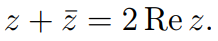 z + z̄ = 2 Re z.